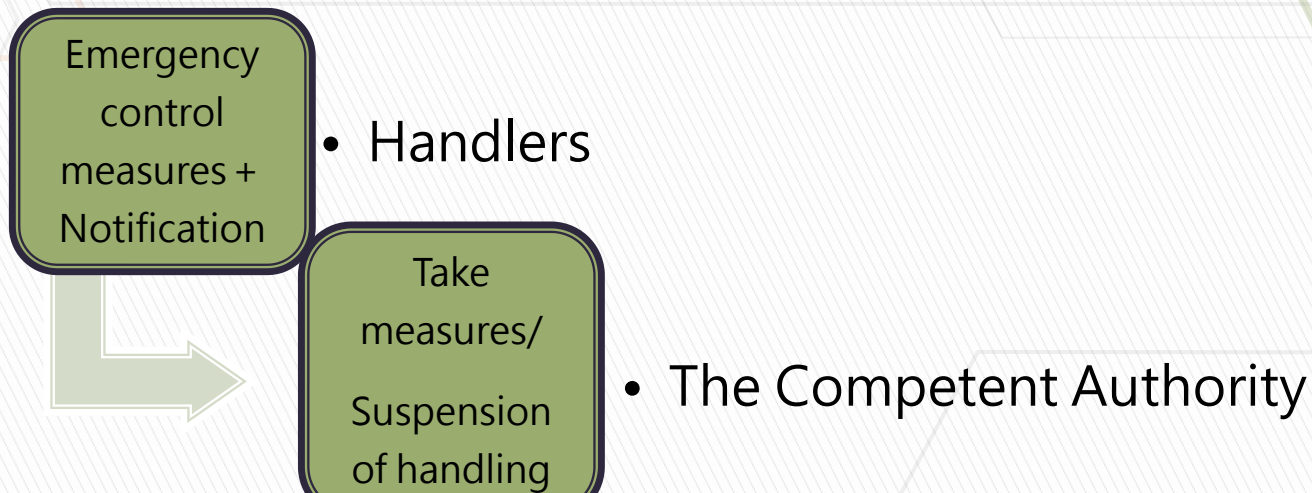 Emergency
control
measures +
Notification
• Handlers
Take
measures/
Suspension
of handling
• The Competent Authority